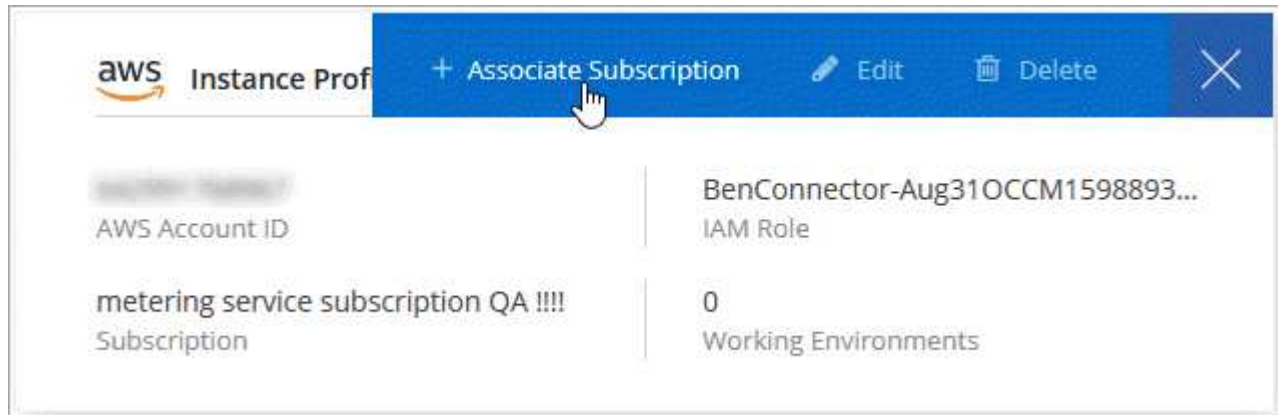 aws Instance Prof + Associate Subscription Edit Delete
AWS Account ID
BenConnector-Aug31OCCM1598893...
IAM Role
metering service subscription QA !!!!
Subscription
0
Working Environments